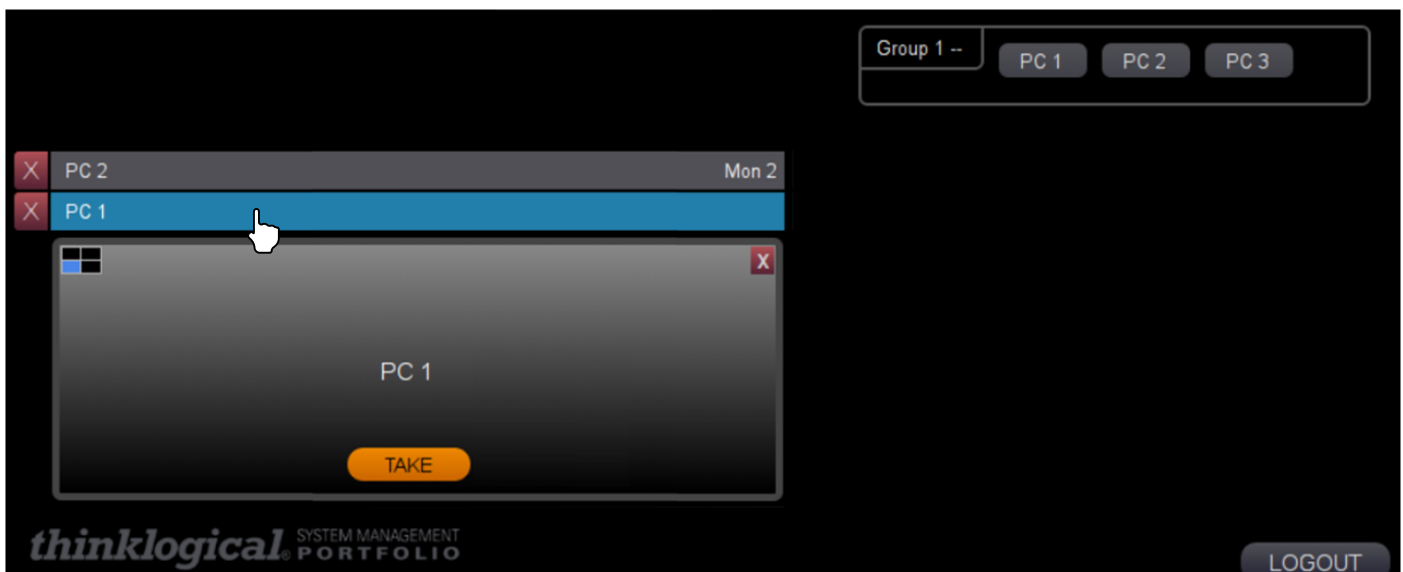 Group 1 --
PC 1
PC 2
PC 3
X
PC 2
Mon 2
X
PC 1
X
PC 1
TAKE
thinklogical® SYSTEM MANAGEMENT
PORTFOLIO
LOGOUT